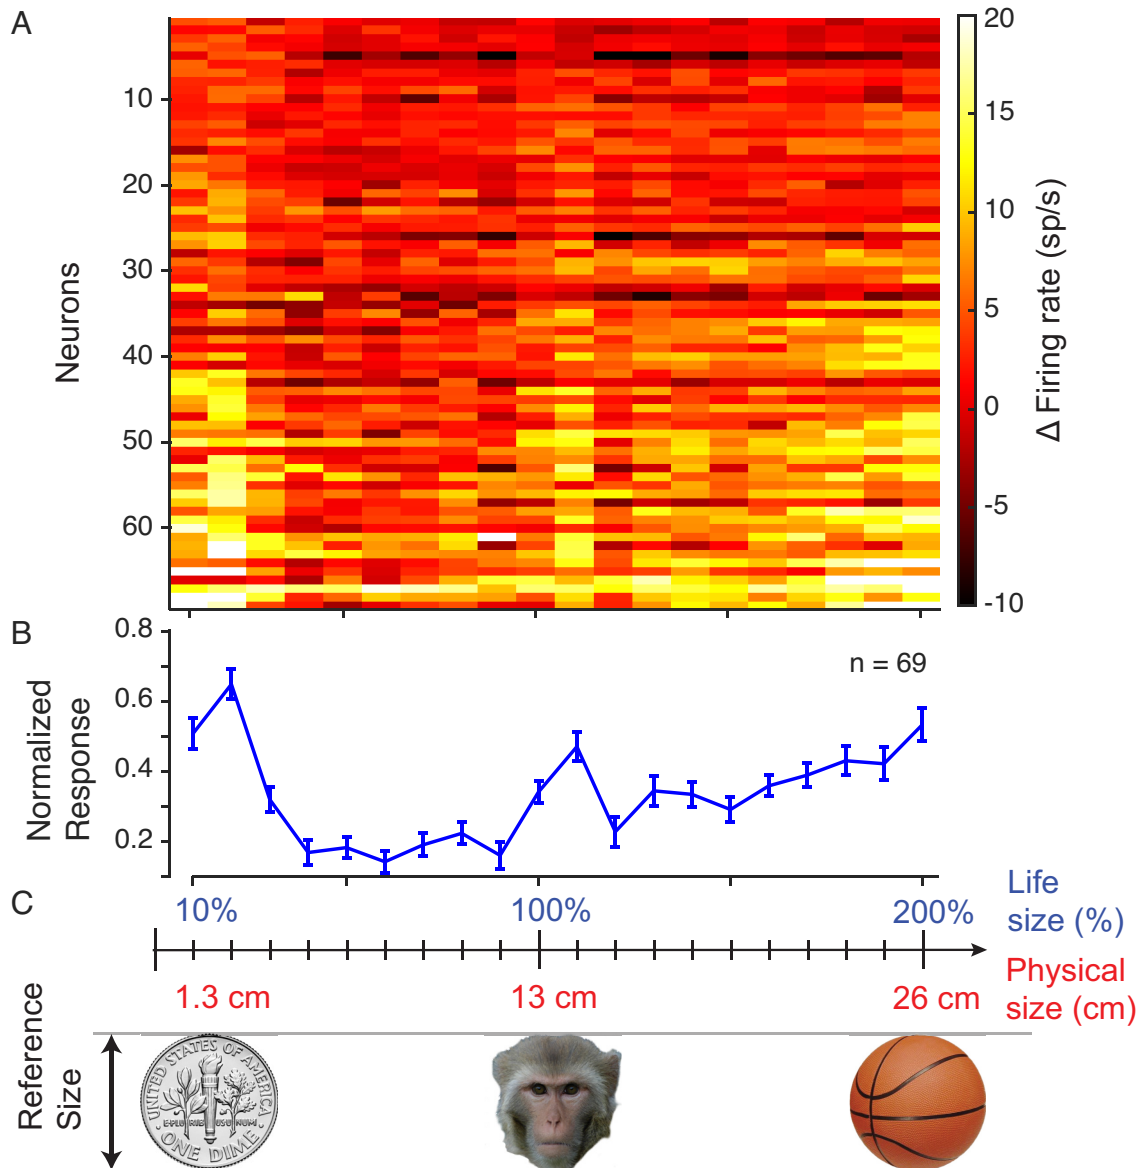 A
20
15
10
5
0
-5
-10
Δ Firing rate (sp/s)
Neurons
10
20
30
40
50
60
B
n = 69
Normalized
Response
0.8
0.6
0.4
0.2
C
10%
100%
200%
Life
size (%)
1.3 cm
13 cm
26 cm
Physical
size (cm)
Reference
Size
UNITED STATES OF AMERICA
E·PLURIBUS UNUM
ONE DIME